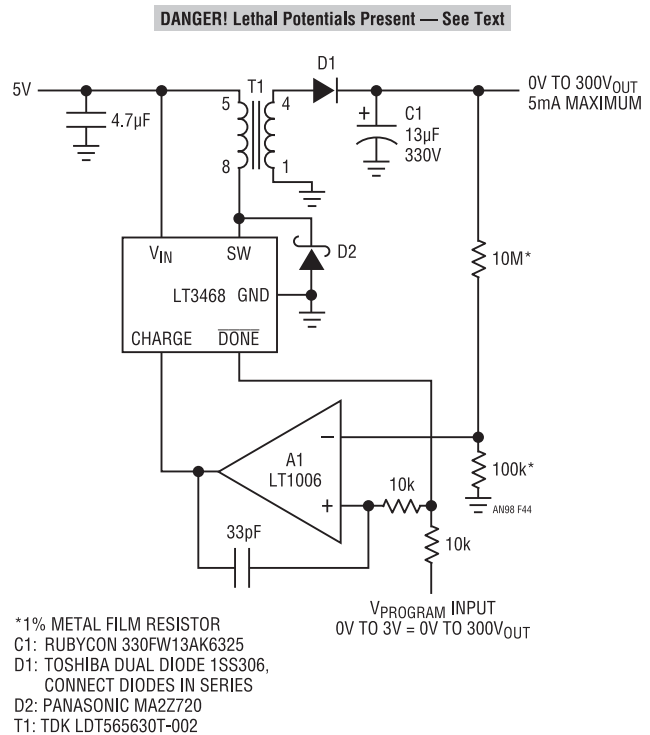 DANGER! Lethal Potentials Present — See Text
5V
4.7µF
T1
5
4
8
1
D1
+
C1
13µF
330V
0V TO 300VOUT
5mA MAXIMUM
10M*
VIN
SW
D2
LT3468
GND
CHARGE
DONE
A1
LT1006
−
+
10k
100k*
AN98 F44
33pF
10k
VPROGRAM INPUT
0V TO 3V = 0V TO 300VOUT
*1% METAL FILM RESISTOR
C1: RUBYCON 330FW13AK6325
D1: TOSHIBA DUAL DIODE 1SS306,
CONNECT DIODES IN SERIES
D2: PANASONIC MA2Z720
T1: TDK LDT565630T-002